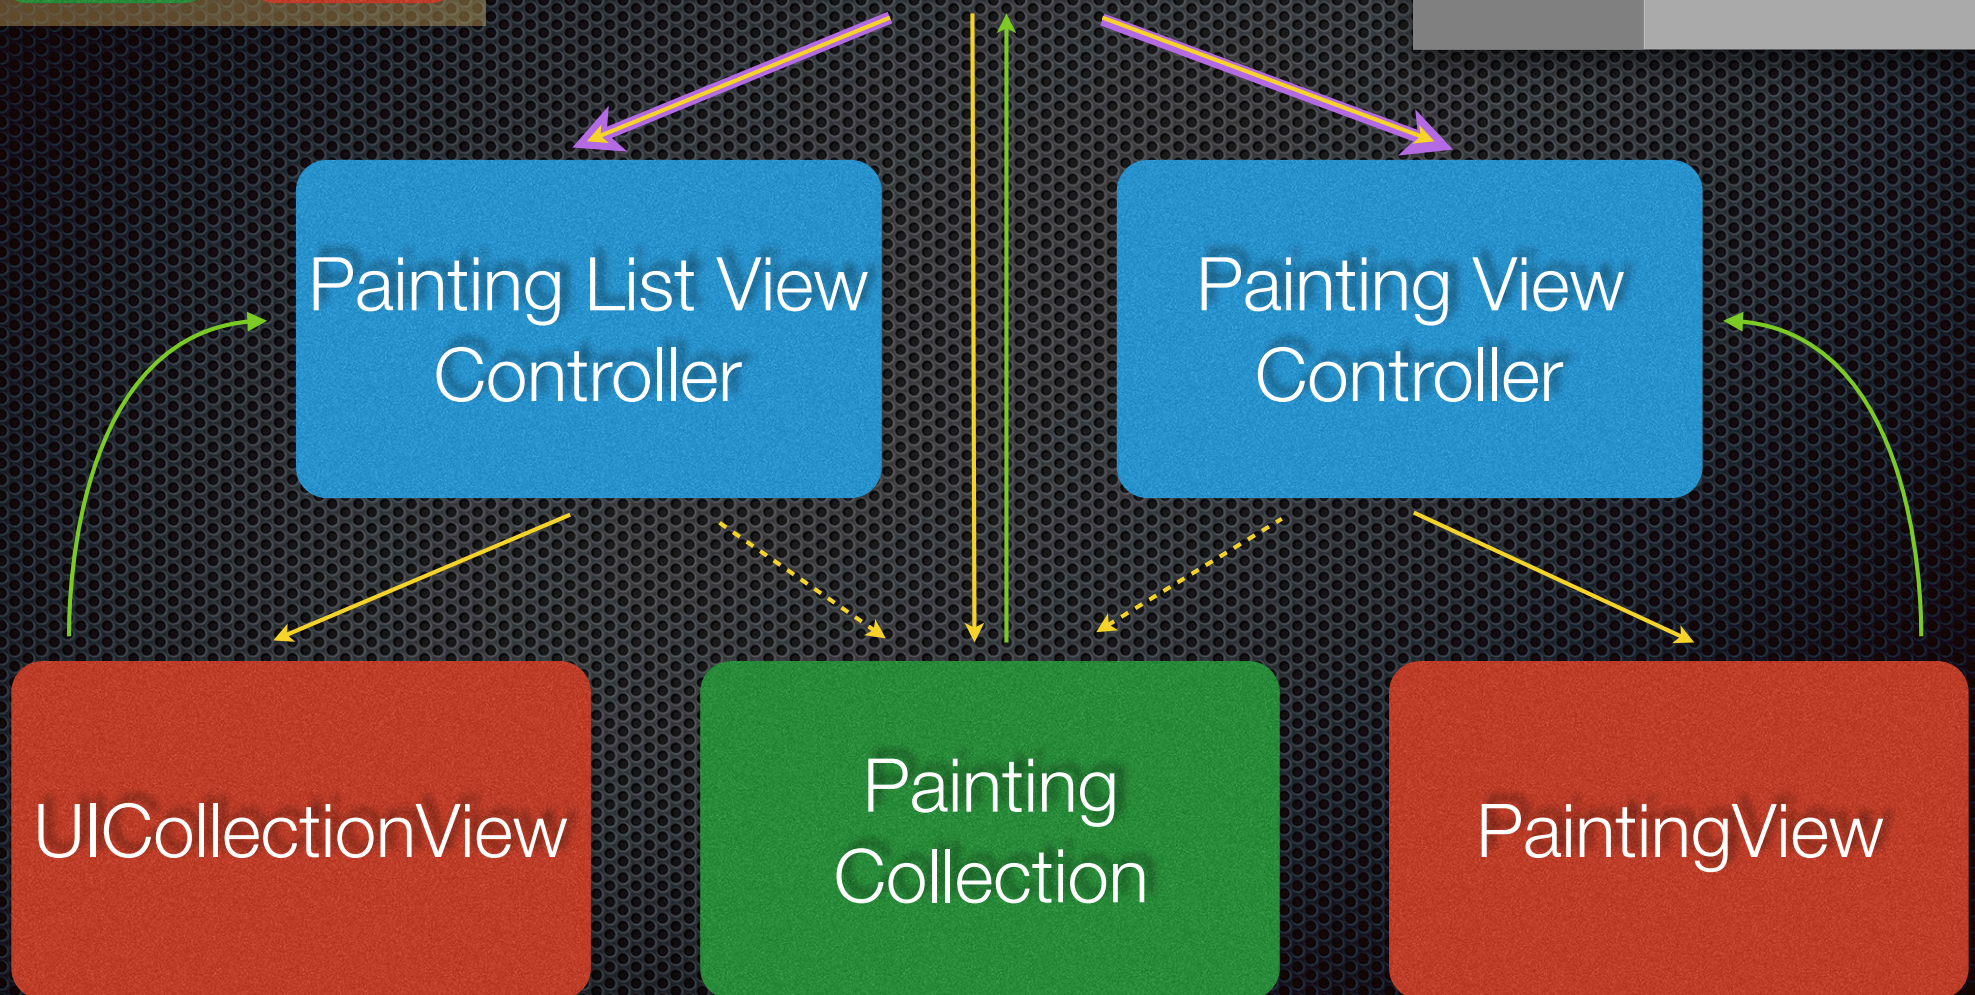 Painting List View
Controller
Painting View
Controller
UICollectionView
Painting
Collection
PaintingView